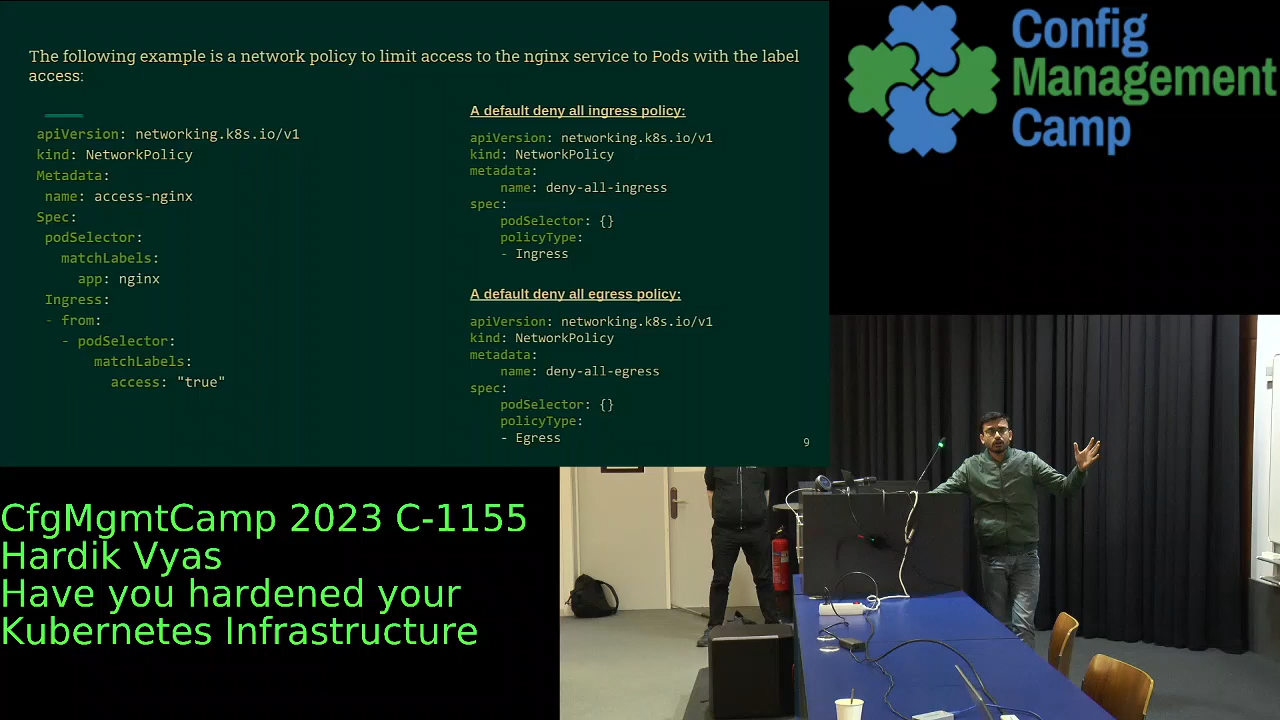 The following example is a network policy to limit access to the nginx service to Pods with the label
access:
apiVersion: networking.k8s.io/v1
kind: NetworkPolicy
Metadata:
name: access-nginx
Spec:
podSelector:
matchLabels:
app: nginx
Ingress:
- from:
- podSelector:
matchLabels:
access: "true"
A default deny all ingress policy:
apiVersion: networking.k8s.io/v1
kind: NetworkPolicy
metadata:
name: deny-all-ingress
spec:
podSelector: {}
policyType:
- Ingress
A default deny all egress policy:
apiVersion: networking.k8s.io/v1
kind: NetworkPolicy
metadata:
name: deny-all-egress
spec:
podSelector: {}
policyType:
- Egress
9
Config
Management
Camp
CfgMgmtCamp 2023 C-1155
Hardik Vyas
Have you hardened your
Kubernetes Infrastructure